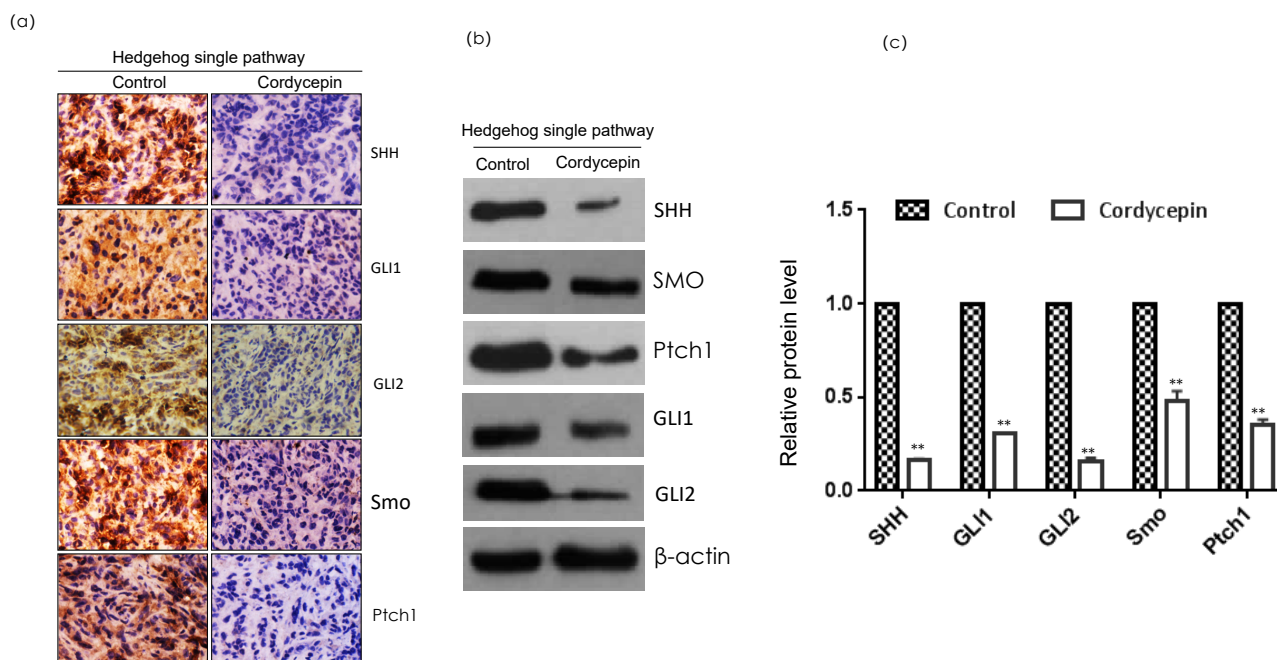 (a)
Hedgehog single pathway
Control Cordycepin
SHH
GLI1
GLI2
Smo
Ptch1
(b)
Hedgehog single pathway
Control Cordycepin
SHH
SMO
Ptch1
GLI1
GLI2
β-actin
(c)
Control Cordycepin
Relative protein level
1.5
1.0
0.5
0.0
**
**
**
**
**
SHH GLI1 GLI2 Smo Ptch1